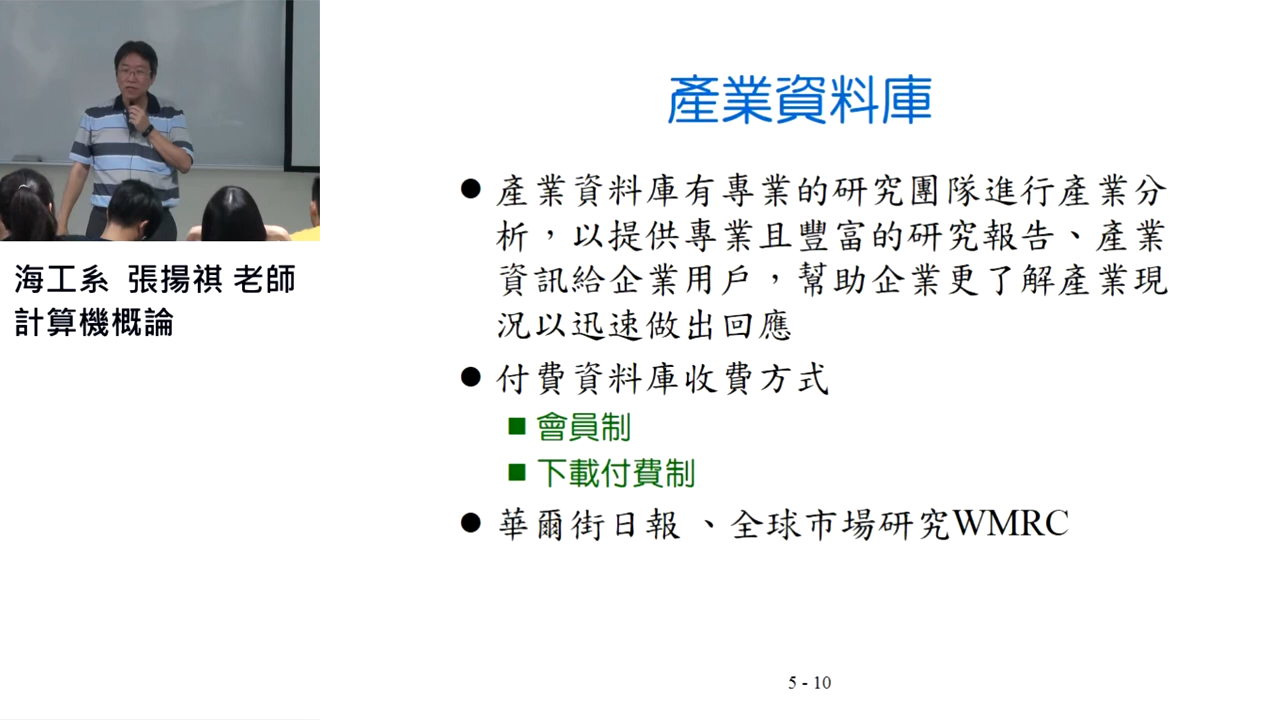 海工系 張揚祺 老師
計算機概論
產業資料庫
● 產業資料庫有專業的研究團隊進行產業分
析，以提供專業且豐富的研究報告、產業
資訊給企業用戶，幫助企業更了解產業現
況以迅速做出回應
● 付費資料庫收費方式
■ 會員制
■ 下載付費制
● 華爾街日報 、全球市場研究WMRC
5 - 10